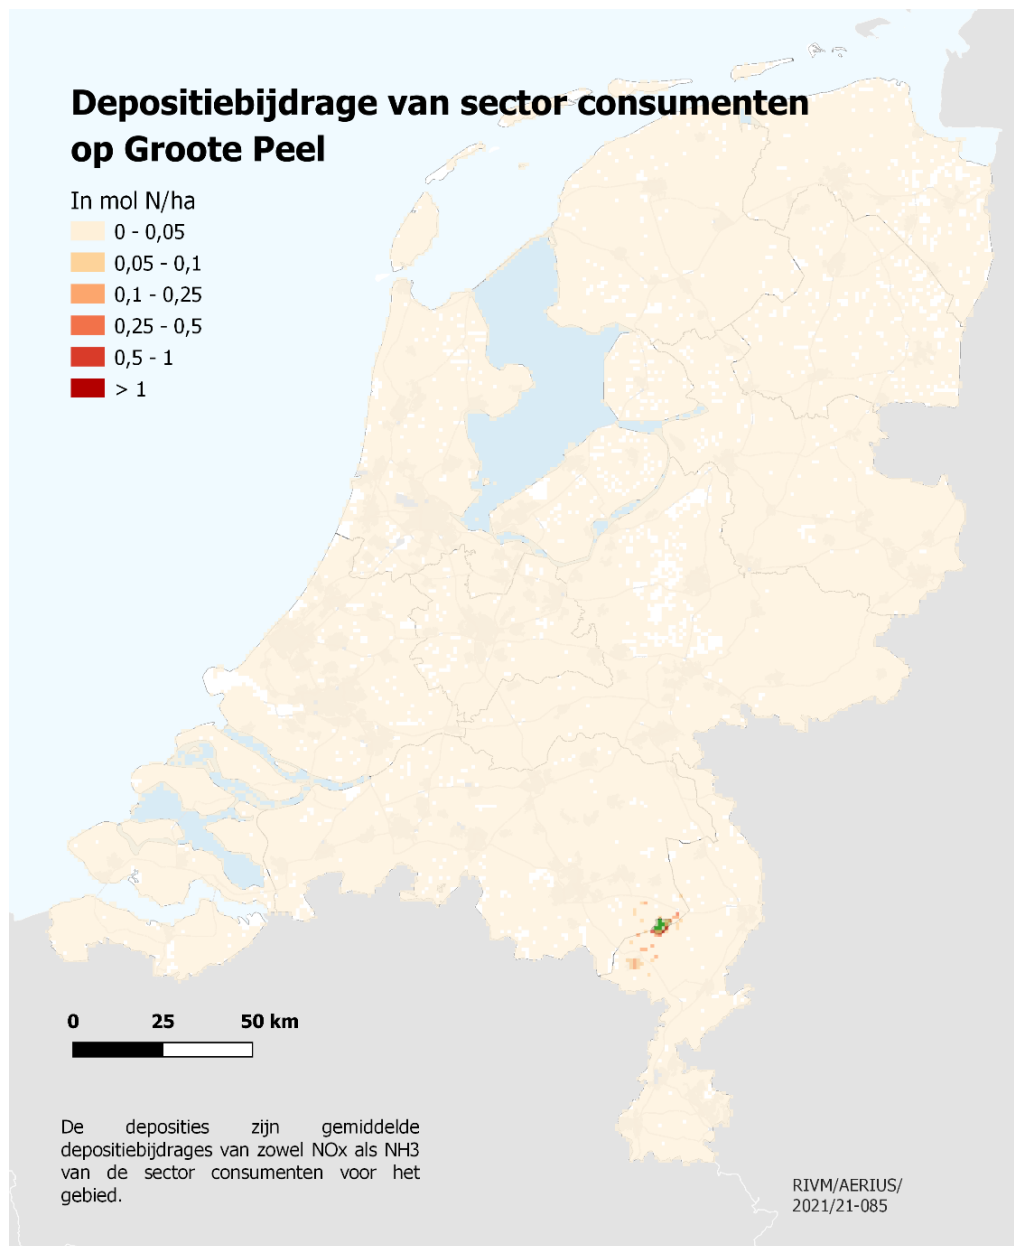 Depositiebijdrage van sector consumenten
op Groote Peel
In mol N/ha
0 - 0,05
0,05 - 0,1
0,1 - 0,25
0,25 - 0,5
0,5 - 1
> 1
0 25 50 km
De deposities zijn gemiddelde
depositiebijdrages van zowel NOx als NH3
van de sector consumenten voor het
gebied.
RIVM/AERIUS/
2021/21-085